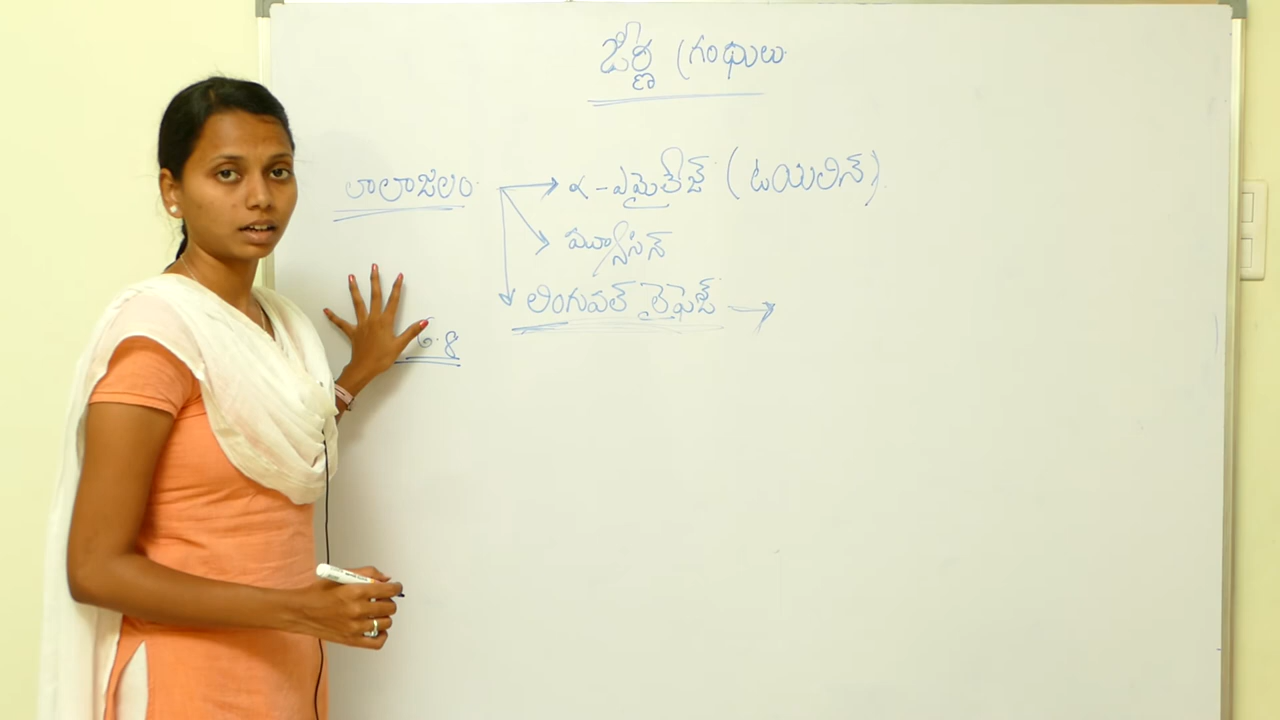 జీర్ణ గ్రంథులు
లాలాజలం → α-ఎమైలేజ్ (టయలిన్)
మ్యూసిన్
లింగువల్ లైపేజ్ →
6.8